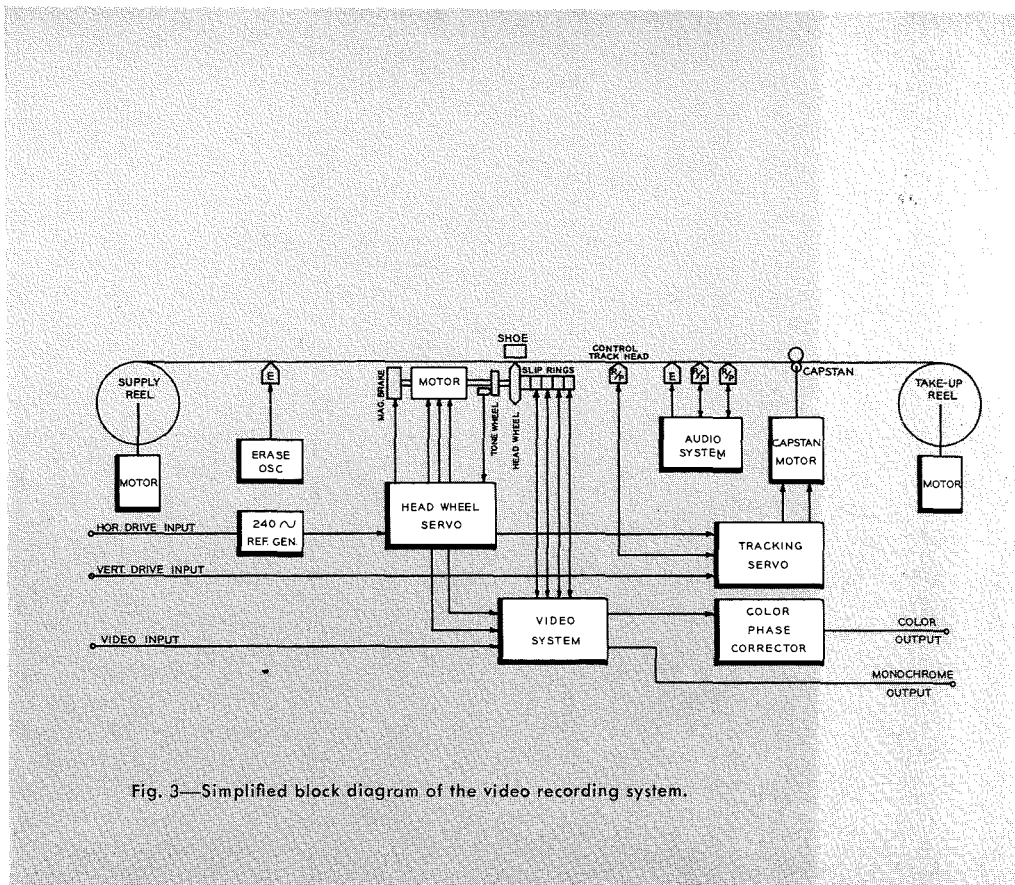 SHOE
CONTROL
TRACK HEAD
SLIP RINGS
CAPSTAN
SUPPLY
REEL
E
MAG. BRAKE
MOTOR
TONE WHEEL
HEAD WHEEL
R/P
E
R/P
R/P
TAKE-UP
REEL
MOTOR
ERASE
OSC
AUDIO
SYSTEM
CAPSTAN
MOTOR
MOTOR
HEAD WHEEL
SERVO
HOR. DRIVE INPUT
240 ∿
REF. GEN.
TRACKING
SERVO
VERT. DRIVE INPUT
VIDEO
SYSTEM
COLOR
PHASE
CORRECTOR
COLOR
OUTPUT
VIDEO INPUT
MONOCHROME
OUTPUT
Fig. 3—Simplified block diagram of the video recording system.